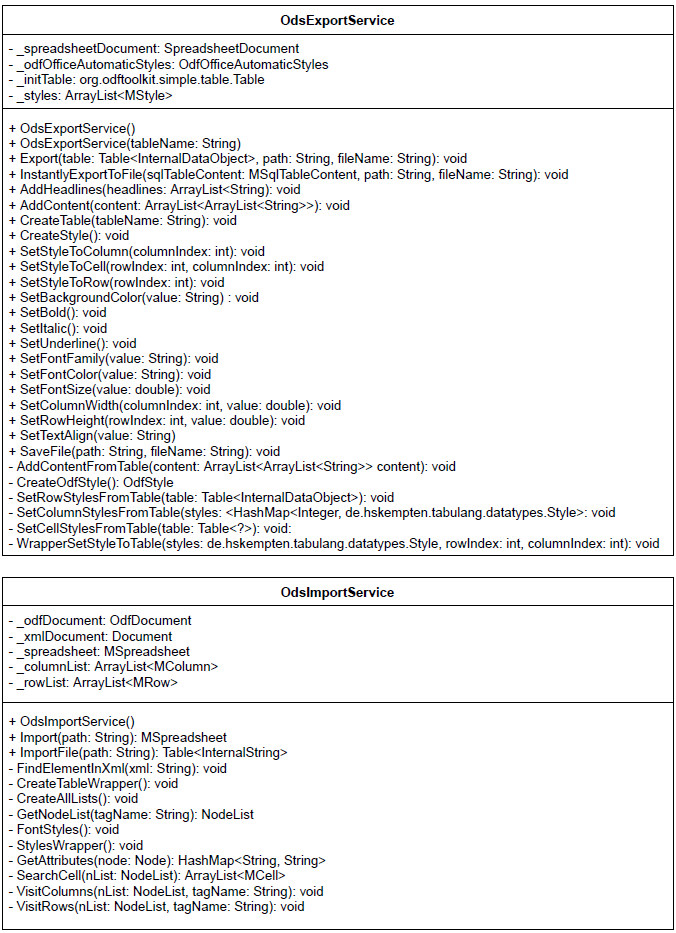 OdsExportService
- _spreadsheetDocument: SpreadsheetDocument
- _odfOfficeAutomaticStyles: OdfOfficeAutomaticStyles
- _initTable: org.odftoolkit.simple.table.Table
- _styles: ArrayList<MStyle>
+ OdsExportService()
+ OdsExportService(tableName: String)
+ Export(table: Table<InternalDataObject>, path: String, fileName: String): void
+ InstantlyExportToFile(sqlTableContent: MSqlTableContent, path: String, fileName: String): void
+ AddHeadlines(headlines: ArrayList<String): void
+ AddContent(content: ArrayList<ArrayList<String>>): void
+ CreateTable(tableName: String): void
+ CreateStyle(): void
+ SetStyleToColumn(columnIndex: int): void
+ SetStyleToCell(rowIndex: int, columnIndex: int): void
+ SetStyleToRow(rowIndex: int): void
+ SetBackgroundColor(value: String) : void
+ SetBold(): void
+ SetItalic(): void
+ SetUnderline(): void
+ SetFontFamily(value: String): void
+ SetFontColor(value: String): void
+ SetFontSize(value: double): void
+ SetColumnWidth(columnIndex: int, value: double): void
+ SetRowHeight(rowIndex: int, value: double): void
+ SetTextAlign(value: String)
+ SaveFile(path: String, fileName: String): void
- AddContentFromTable(content: ArrayList<ArrayList<String>> content): void
- CreateOdfStyle(): OdfStyle
- SetRowStylesFromTable(table: Table<InternalDataObject>): void
- SetColumnStylesFromTable(styles: <HashMap<Integer, de.hskempten.tabulang.datatypes.Style>: void
- SetCellStylesFromTable(table: Table<?>): void:
- WrapperSetStyleToTable(styles: de.hskempten.tabulang.datatypes.Style, rowIndex: int, columnIndex: int): void
OdsImportService
- _odfDocument: OdfDocument
- _xmlDocument: Document
- _spreadsheet: MSpreadsheet
- _columnList: ArrayList<MColumn>
- _rowList: ArrayList<MRow>
+ OdsImportService()
+ Import(path: String): MSpreadsheet
+ ImportFile(path: String): Table<InternalString>
- FindElementInXml(xml: String): void
- CreateTableWrapper(): void
- CreateAllLists(): void
- GetNodeList(tagName: String): NodeList
- FontStyles(): void
- StylesWrapper(): void
- GetAttributes(node: Node): HashMap<String, String>
- SearchCell(nList: NodeList): ArrayList<MCell>
- VisitColumns(nList: NodeList, tagName: String): void
- VisitRows(nList: NodeList, tagName: String): void